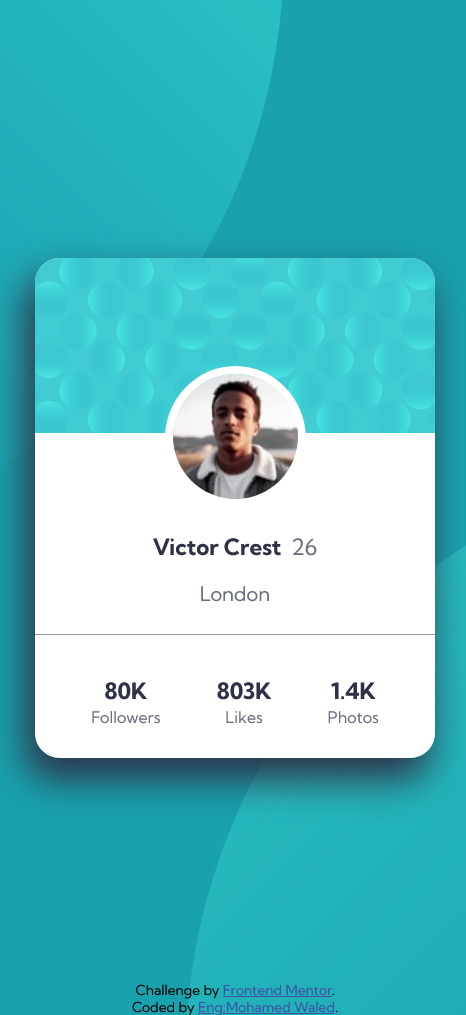 Victor Crest 26
London
80K 803K 1.4K
Followers Likes Photos
Challenge by Frontend Mentor.
Coded by Eng:Mohamed Waled.